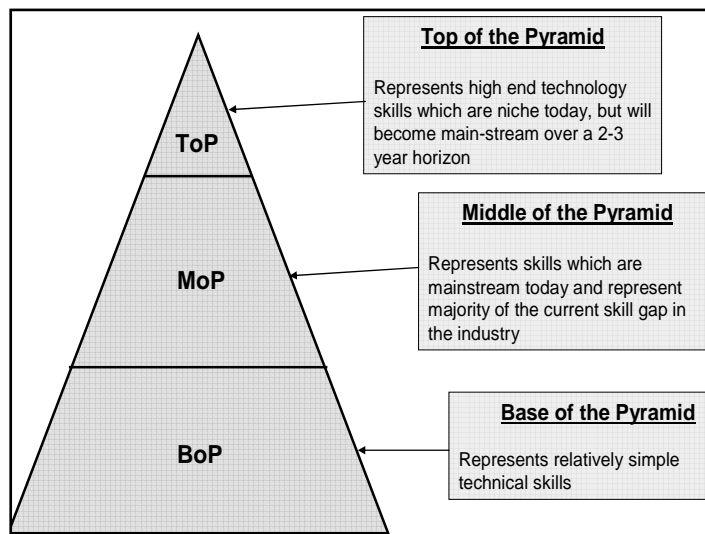 Top of the Pyramid
Represents high end technology
skills which are niche today, but will
become main-stream over a 2-3
year horizon
ToP
Middle of the Pyramid
Represents skills which are
mainstream today and represent
majority of the current skill gap in
the industry
MoP
Base of the Pyramid
Represents relatively simple
technical skills
BoP